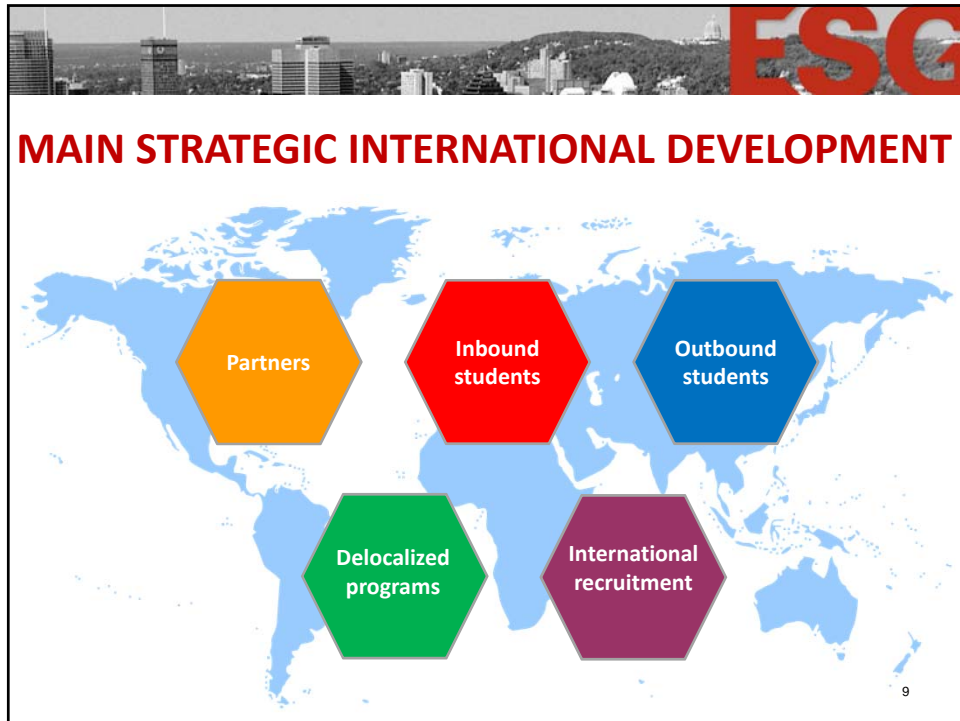 ESG
MAIN STRATEGIC INTERNATIONAL DEVELOPMENT
Partners
Inbound
students
Outbound
students
Delocalized
programs
International
recruitment
9